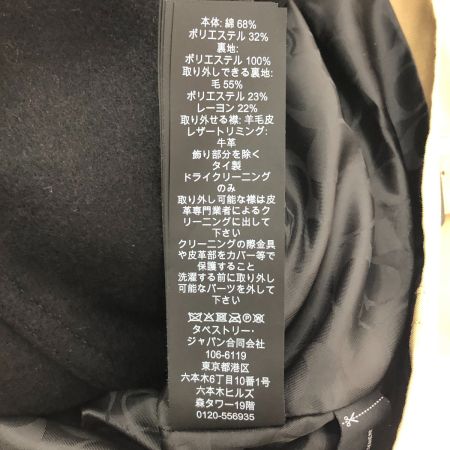 本体: 綿 68%
ポリエステル 32%
裏地:
ポリエステル 100%
取り外しできる裏地:
毛 55%
ポリエステル 23%
レーヨン 22%
取り外せる襟: 羊毛皮
レザートリミング:
牛革
飾り部分を除く
タイ製
ドライクリーニング
のみ
取り外し可能な襟は皮
革専門業者によるク
リーニングに出して
下さい
クリーニングの際金具
や皮革部をカバー等で
保護すること
洗濯する前に取り外し
可能なパーツを外して
下さい
タペストリー・
ジャパン合同会社
106-6119
東京都港区
六本木6丁目10番1号
六本木ヒルズ
森タワー19階
0120-556935